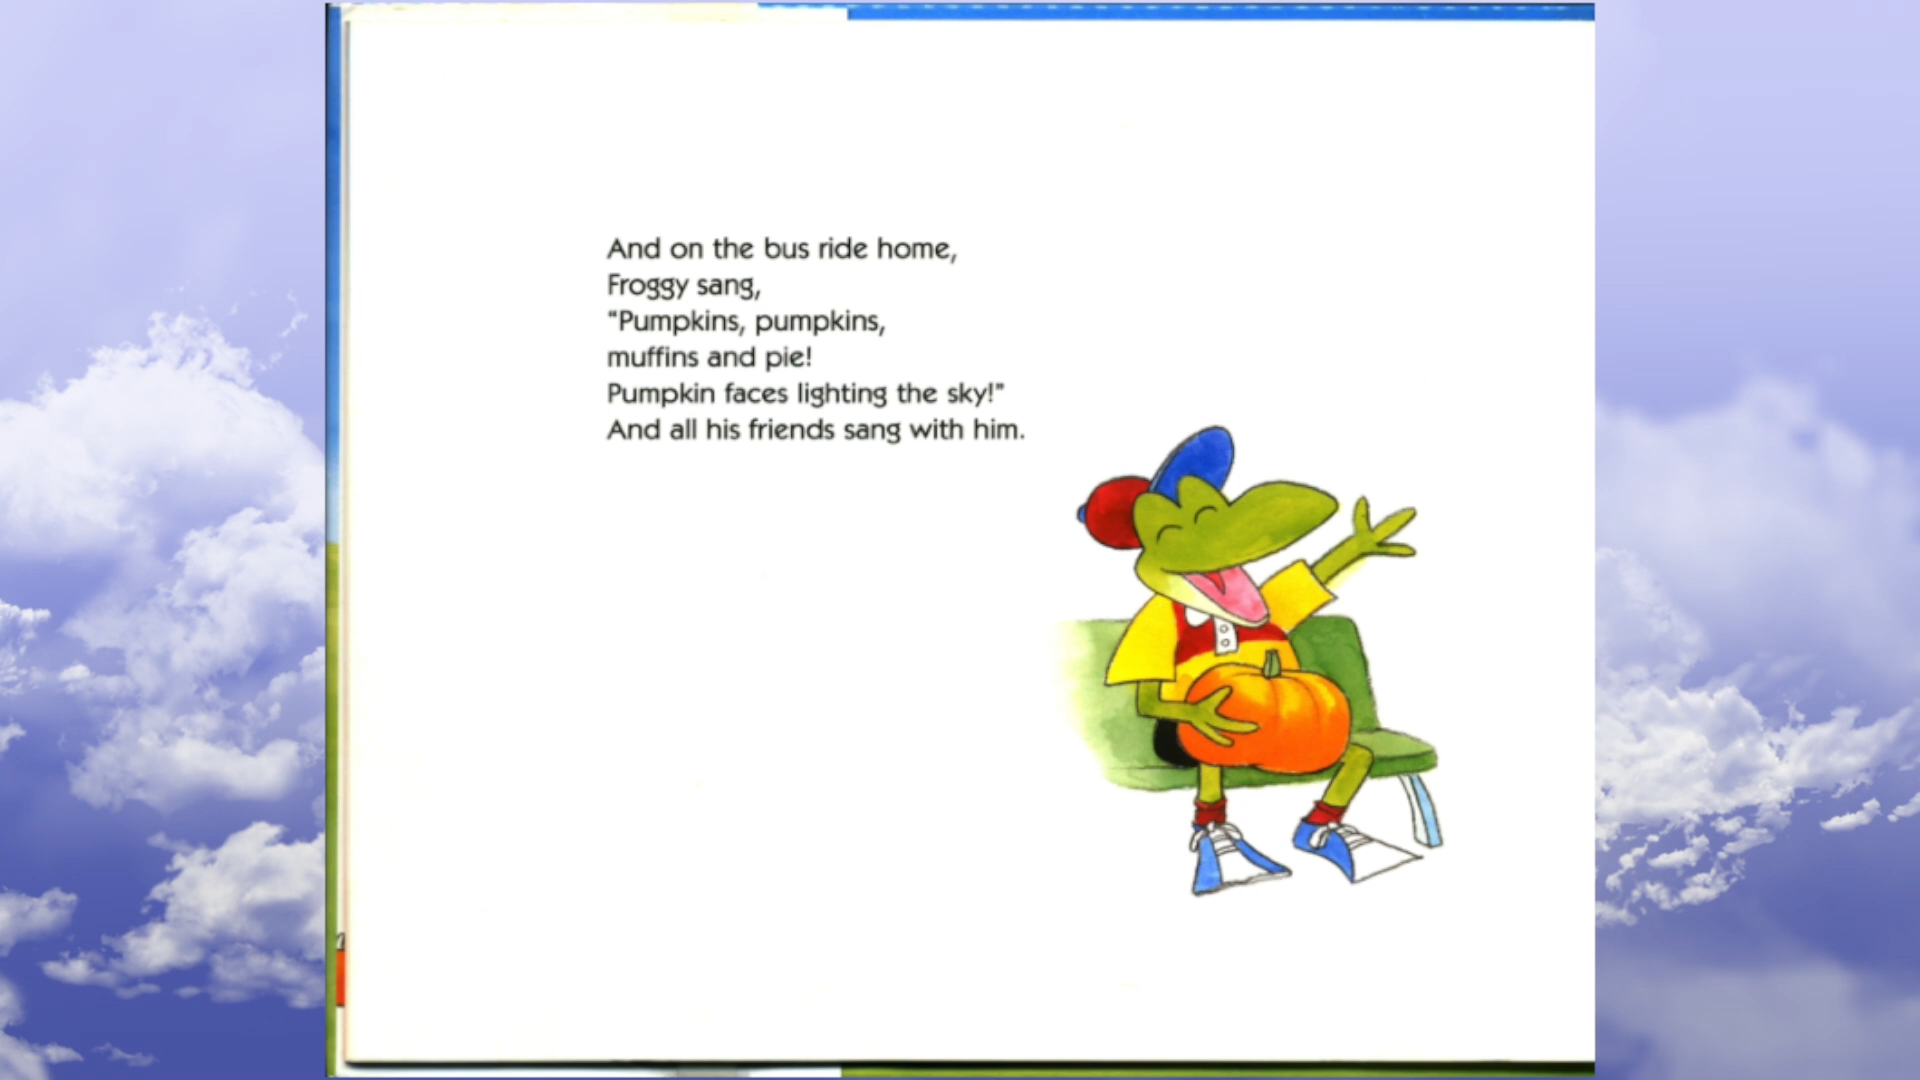 And on the bus ride home,
Froggy sang,
“Pumpkins, pumpkins,
muffins and pie!
Pumpkin faces lighting the sky!”
And all his friends sang with him.